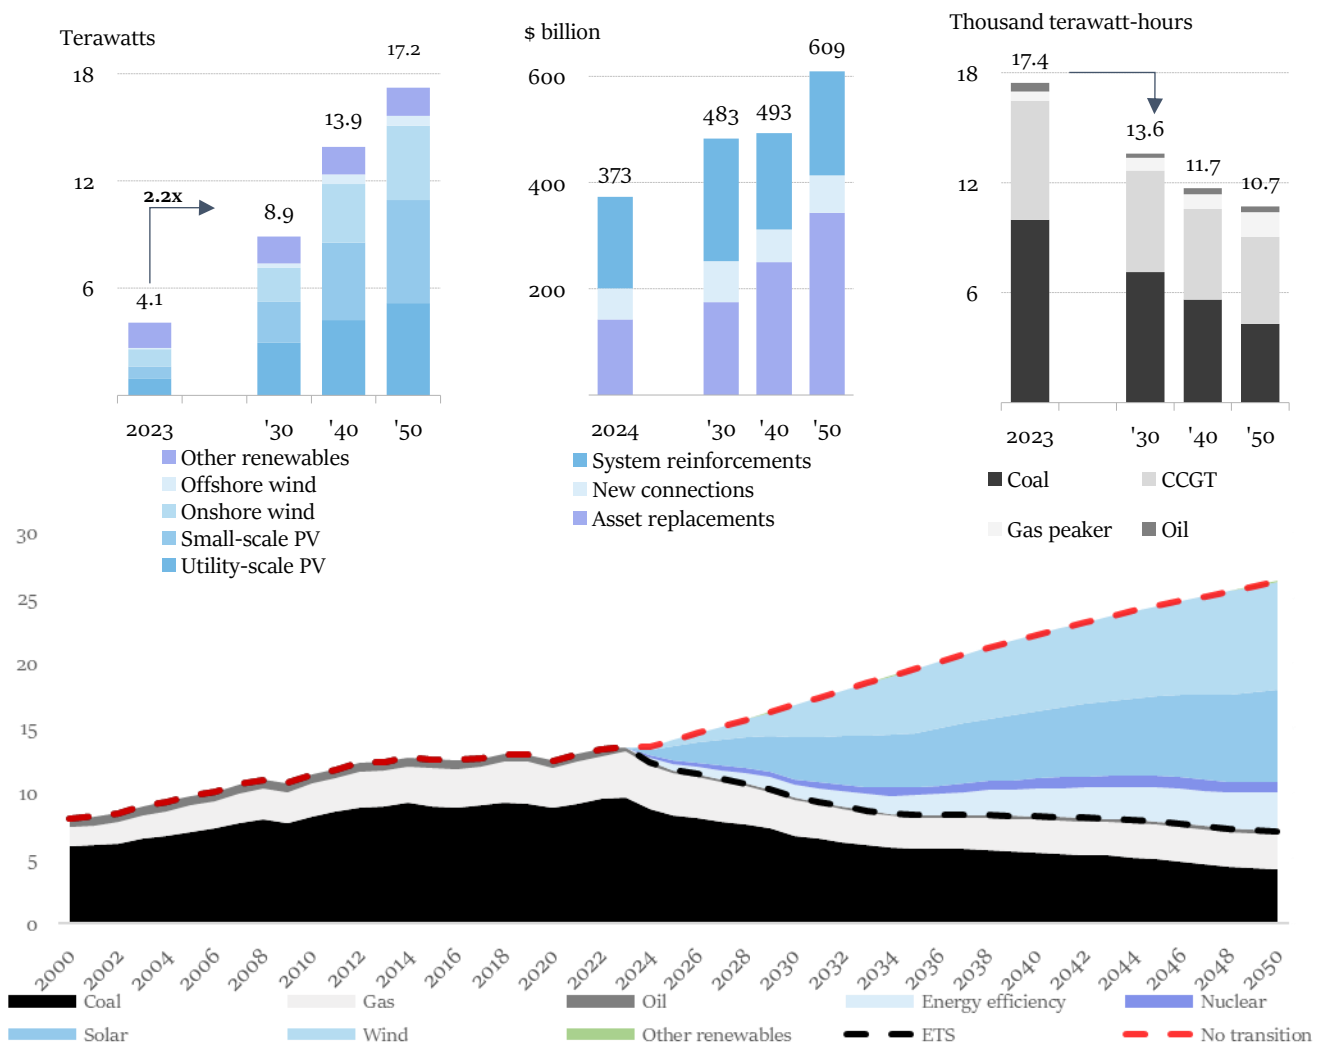 Terawatts
18
12
6
17.2
13.9
2.2x
8.9
4.1
2023
'30
'40
'50
Other renewables
Offshore wind
Onshore wind
Small-scale PV
Utility-scale PV
$ billion
600
400
200
609
483
493
373
2024
'30
'40
'50
System reinforcements
New connections
Asset replacements
Thousand terawatt-hours
18
12
6
17.4
13.6
11.7
10.7
2023
'30
'40
'50
Coal
CCGT
Gas peaker
Oil
30
25
20
15
10
5
0
2000
2002
2004
2006
2008
2010
2012
2014
2016
2018
2020
2022
2024
2026
2028
2030
2032
2034
2036
2038
2040
2042
2044
2046
2048
2050
Coal
Gas
Oil
Energy efficiency
Nuclear
Solar
Wind
Other renewables
ETS
No transition